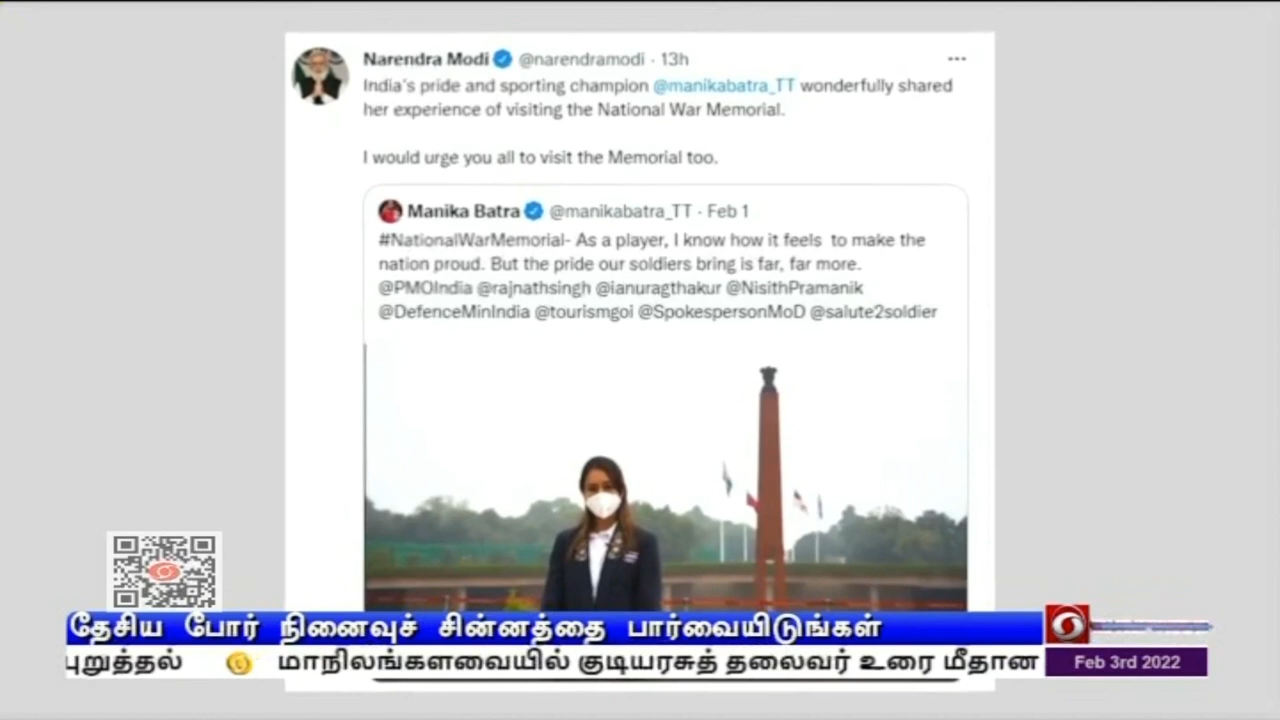 Narendra Modi @narendramodi · 13h
India's pride and sporting champion @manikabatra_TT wonderfully shared
her experience of visiting the National War Memorial.
I would urge you all to visit the Memorial too.
Manika Batra @manikabatra_TT · Feb 1
#NationalWarMemorial- As a player, I know how it feels to make the
nation proud. But the pride our soldiers bring is far, far more.
@PMOIndia @rajnathsingh @ianuragthakur @NisithPramanik
@DefenceMinIndia @tourismgoi @SpokespersonMoD @salute2soldier
தேசிய போர் நினைவுச் சின்னத்தை பார்வையிடுங்கள்
புறுத்தல் மாநிலங்களவையில் குடியரசுத் தலைவர் உரை மீதான
Feb 3rd 2022